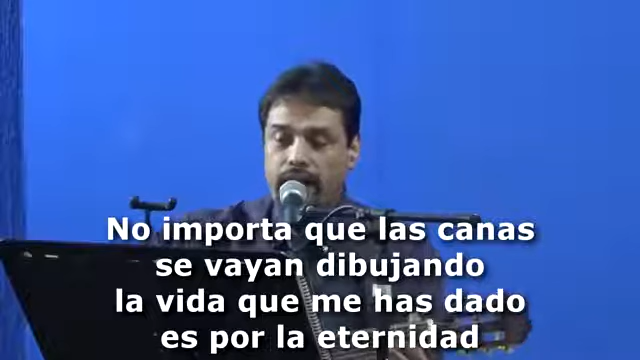 No importa que las canas
se vayan dibujando
la vida que me has dado
es por la eternidad